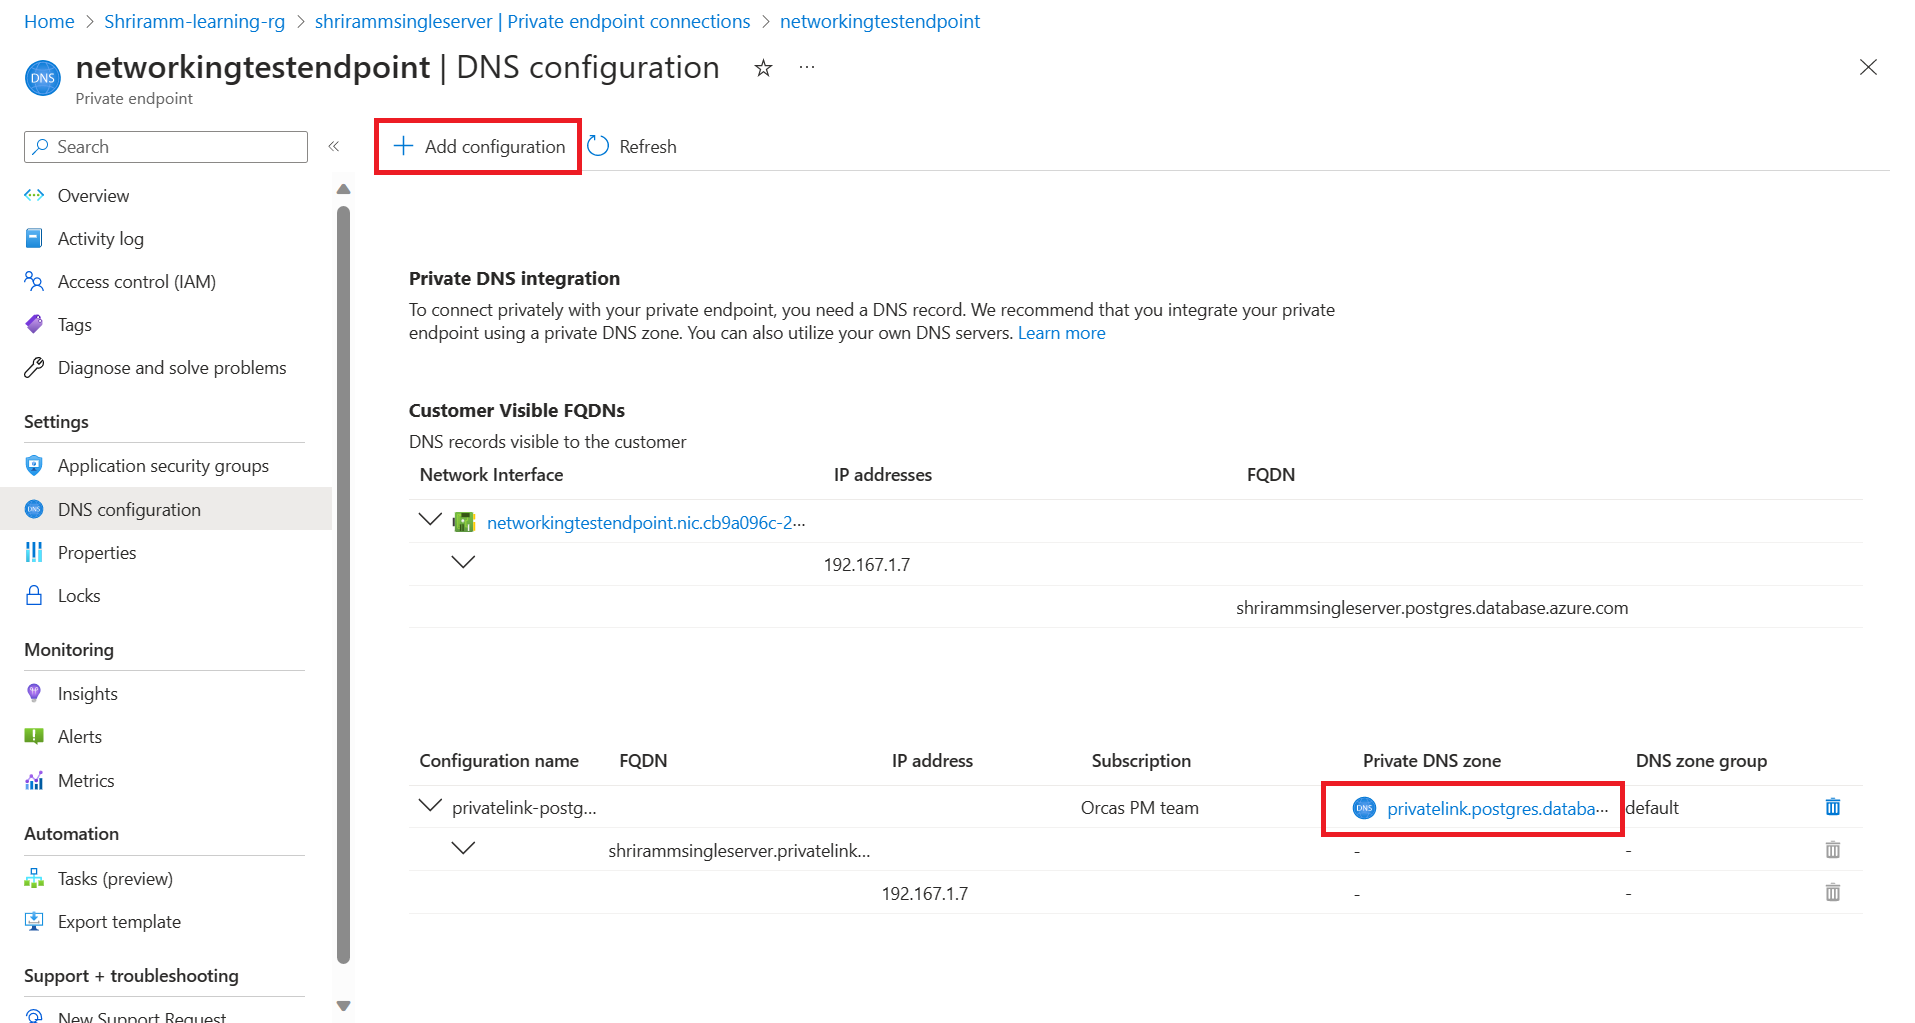 Home > Shriramm-learning-rg > shrirammsingleserver | Private endpoint connections > networkingtestendpoint
DNS
networkingtestendpoint | DNS configuration
Private endpoint
Search
Add configuration
Refresh
Overview
Activity log
Access control (IAM)
Tags
Diagnose and solve problems
Settings
Application security groups
DNS configuration
Properties
Locks
Monitoring
Insights
Alerts
Metrics
Automation
Tasks (preview)
Export template
Support + troubleshooting
New Support Request
Private DNS integration
To connect privately with your private endpoint, you need a DNS record. We recommend that you integrate your private
endpoint using a private DNS zone. You can also utilize your own DNS servers. Learn more
Customer Visible FQDNs
DNS records visible to the customer
Network Interface IP addresses FQDN
networkingtestendpoint.nic.cb9a096c-2...
192.167.1.7
shrirammsingleserver.postgres.database.azure.com
Configuration name FQDN IP address Subscription Private DNS zone DNS zone group
privatelink-postg... Orcas PM team DNS privatelink.postgres.databa... default
shrirammsingleserver.privatelink... - -
192.167.1.7 - -